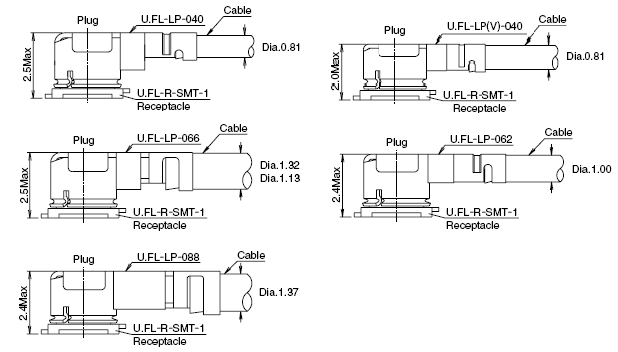 Plug
U.FL-LP-040
Cable
2.5Max
Dia.0.81
U.FL-R-SMT-1
Receptacle
Plug
U.FL-LP(V)-040
Cable
2.0Max
Dia.0.81
U.FL-R-SMT-1
Receptacle
Plug
U.FL-LP-066
Cable
2.5Max
Dia.1.32
Dia.1.13
U.FL-R-SMT-1
Receptacle
Plug
U.FL-LP-062
Cable
2.4Max
Dia.1.00
U.FL-R-SMT-1
Receptacle
Plug
U.FL-LP-088
Cable
2.4Max
Dia.1.37
U.FL-R-SMT-1
Receptacle